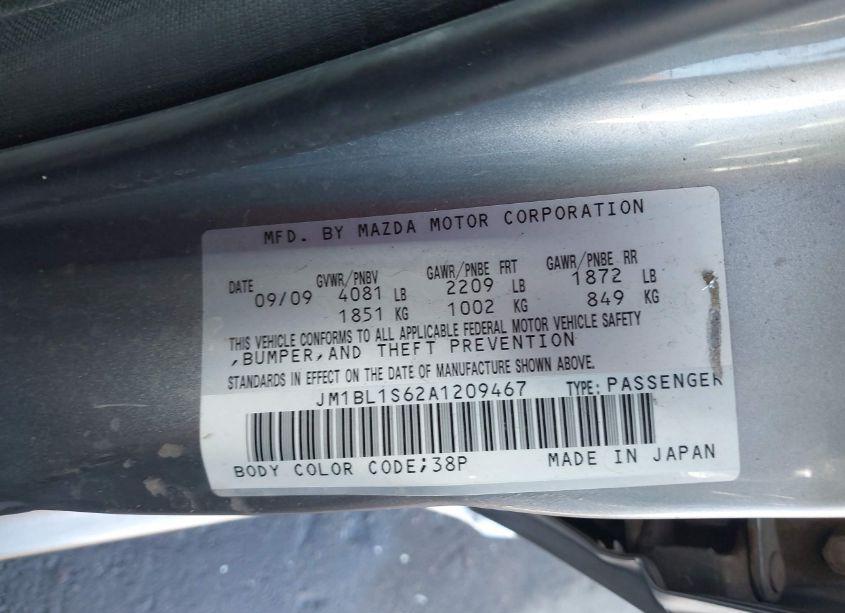 MFD. BY MAZDA MOTOR CORPORATION
DATE GVWR/PNBV GAWR/PNBE FRT GAWR/PNBE RR
09/09 4081 LB 2209 LB 1872 LB
1851 KG 1002 KG 849 KG
THIS VEHICLE CONFORMS TO ALL APPLICABLE FEDERAL MOTOR VEHICLE SAFETY
,BUMPER,AND THEFT PREVENTION
STANDARDS IN EFFECT ON THE DATE OF MANUFACTURE SHOWN ABOVE.
JM1BL1S62A1209467 TYPE: PASSENGER
BODY COLOR CODE;38P MADE IN JAPAN